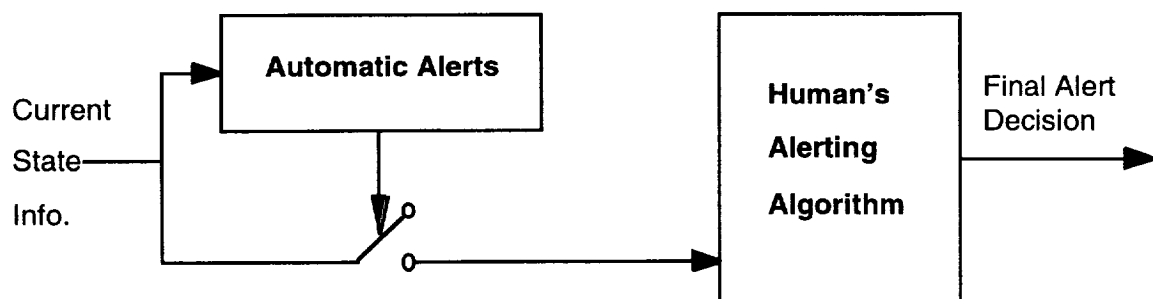 Current
State
Info.
Automatic Alerts
Human's
Alerting
Algorithm
Final Alert
Decision